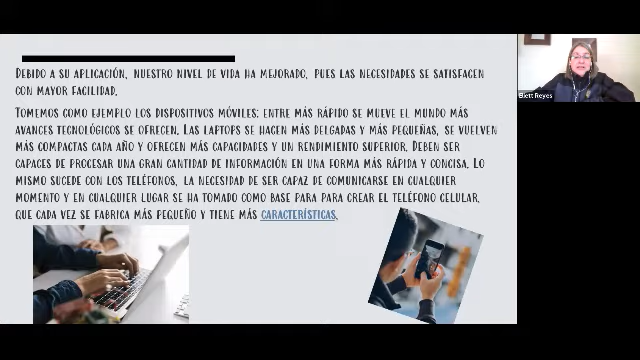 Debido a su aplicación, nuestro nivel de vida ha mejorado, pues las necesidades se satisfacen
con mayor facilidad.
Tomemos como ejemplo los dispositivos móviles: entre más rápido se mueve el mundo más
avances tecnológicos se ofrecen. Las laptops se hacen más delgadas y más pequeñas, se vuelven
más compactas cada año y ofrecen más capacidades y un rendimiento superior. Deben ser
capaces de procesar una gran cantidad de información en una forma más rápida y concisa. Lo
mismo sucede con los teléfonos, la necesidad de ser capaz de comunicarse en cualquier
momento y en cualquier lugar se ha tomado como base para para crear el teléfono celular,
que cada vez se fabrica más pequeño y tiene más características.
Reyes